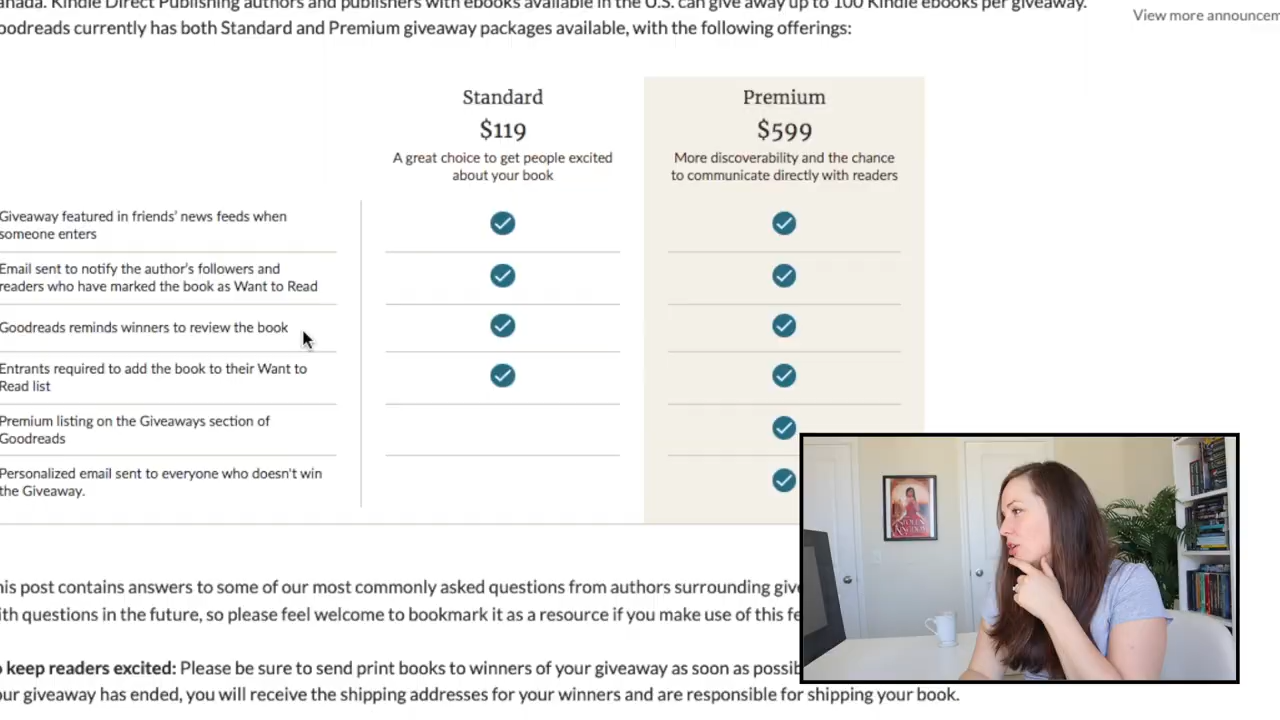 anada. Kindle Direct Publishing authors and publishers with ebooks available in the U.S. can give away up to 100 Kindle ebooks per giveaway.
oodreads currently has both Standard and Premium giveaway packages available, with the following offerings:
View more announcem
Standard
$119
A great choice to get people excited
about your book
Premium
$599
More discoverability and the chance
to communicate directly with readers
Giveaway featured in friends' news feeds when
someone enters
Email sent to notify the author's followers and
readers who have marked the book as Want to Read
Goodreads reminds winners to review the book
Entrants required to add the book to their Want to
Read list
Premium listing on the Giveaways section of
Goodreads
Personalized email sent to everyone who doesn't win
the Giveaway.
his post contains answers to some of our most commonly asked questions from authors surrounding give
ith questions in the future, so please feel welcome to bookmark it as a resource if you make use of this fe
o keep readers excited: Please be sure to send print books to winners of your giveaway as soon as possib
our giveaway has ended, you will receive the shipping addresses for your winners and are responsible for shipping your book.